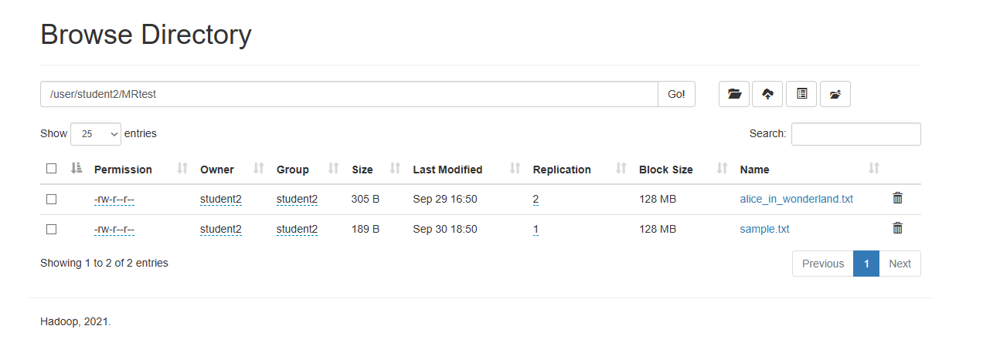 Browse Directory
/user/student2/MRtest Go!
Show 25 entries Search:
Permission Owner Group Size Last Modified Replication Block Size Name
-rw-r--r-- student2 student2 305 B Sep 29 16:50 2 128 MB alice_in_wonderland.txt
-rw-r--r-- student2 student2 189 B Sep 30 18:50 1 128 MB sample.txt
Showing 1 to 2 of 2 entries Previous 1 Next
Hadoop, 2021.